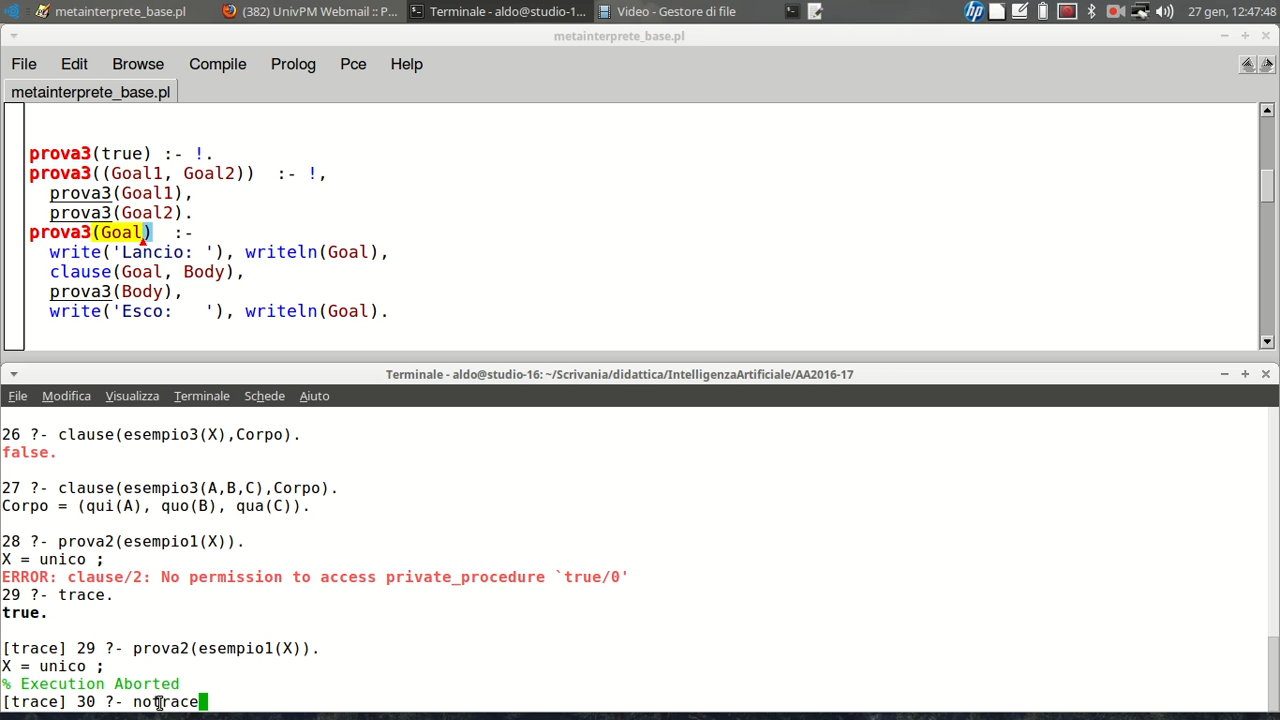 metainterprete_base.pl
(382) UnivPM Webmail :: P...
Terminale - aldo@studio-1...
Video - Gestore di file
27 gen, 12:47:48
metainterprete_base.pl
File Edit Browse Compile Prolog Pce Help
metainterprete_base.pl
prova3(true) :- !.
prova3((Goal1, Goal2))  :- !,
  prova3(Goal1),
  prova3(Goal2).
prova3(Goal)  :-
  write('Lancio: '), writeln(Goal),
  clause(Goal, Body),
  prova3(Body),
  write('Esco:   '), writeln(Goal).
Terminale - aldo@studio-16: ~/Scrivania/didattica/IntelligenzaArtificiale/AA2016-17
File Modifica Visualizza Terminale Schede Aiuto
26 ?- clause(esempio3(X),Corpo).
false.
27 ?- clause(esempio3(A,B,C),Corpo).
Corpo = (qui(A), quo(B), qua(C)).
28 ?- prova2(esempio1(X)).
X = unico ;
ERROR: clause/2: No permission to access private_procedure `true/0'
29 ?- trace.
true.
[trace] 29 ?- prova2(esempio1(X)).
X = unico ;
% Execution Aborted
[trace] 30 ?- notrace